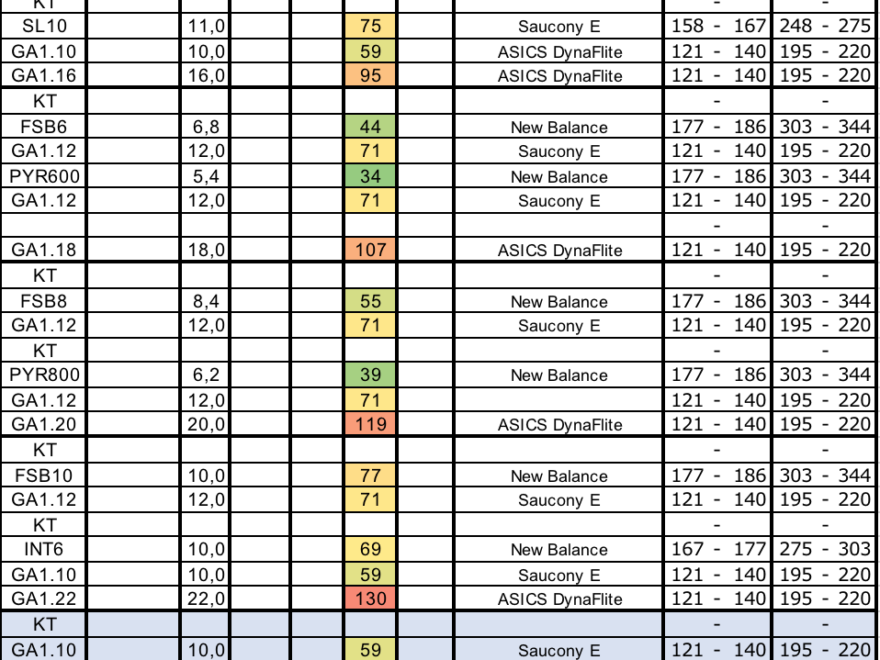 KT - -
SL10 11,0 75 Saucony E 158 - 167 248 - 275
GA1.10 10,0 59 ASICS DynaFlite 121 - 140 195 - 220
GA1.16 16,0 95 ASICS DynaFlite 121 - 140 195 - 220
KT - -
FSB6 6,8 44 New Balance 177 - 186 303 - 344
GA1.12 12,0 71 Saucony E 121 - 140 195 - 220
PYR600 5,4 34 New Balance 177 - 186 303 - 344
GA1.12 12,0 71 Saucony E 121 - 140 195 - 220
- -
GA1.18 18,0 107 ASICS DynaFlite 121 - 140 195 - 220
KT - -
FSB8 8,4 55 New Balance 177 - 186 303 - 344
GA1.12 12,0 71 Saucony E 121 - 140 195 - 220
KT - -
PYR800 6,2 39 New Balance 177 - 186 303 - 344
GA1.12 12,0 71 121 - 140 195 - 220
GA1.20 20,0 119 ASICS DynaFlite 121 - 140 195 - 220
KT - -
FSB10 10,0 77 New Balance 177 - 186 303 - 344
GA1.12 12,0 71 Saucony E 121 - 140 195 - 220
KT - -
INT6 10,0 69 New Balance 167 - 177 275 - 303
GA1.10 10,0 59 Saucony E 121 - 140 195 - 220
GA1.22 22,0 130 ASICS DynaFlite 121 - 140 195 - 220
KT - -
GA1.10 10,0 59 Saucony E 121 - 140 195 - 220